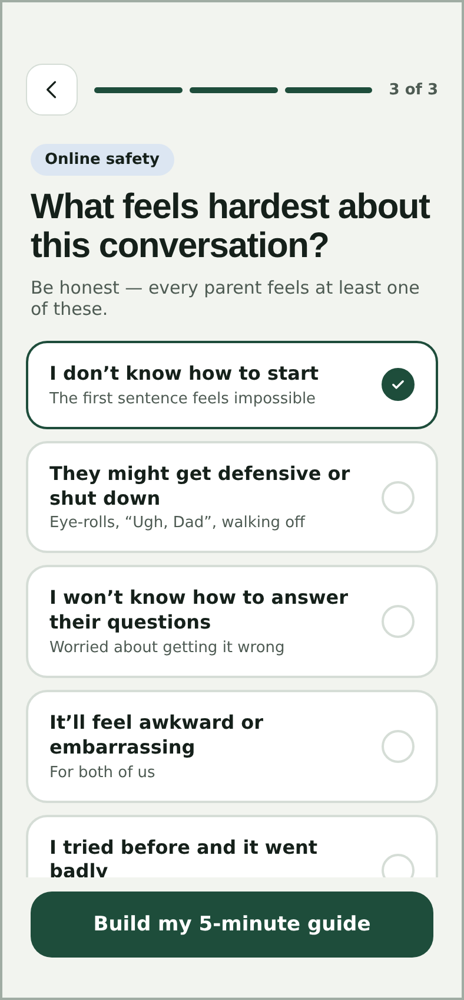 3 of 3
Online safety
What feels hardest about
this conversation?
Be honest — every parent feels at least one
of these.
I don’t know how to start
The first sentence feels impossible
They might get defensive or
shut down
Eye-rolls, “Ugh, Dad”, walking off
I won’t know how to answer
their questions
Worried about getting it wrong
It’ll feel awkward or
embarrassing
For both of us
I tried before and it went
badly
Build my 5-minute guide